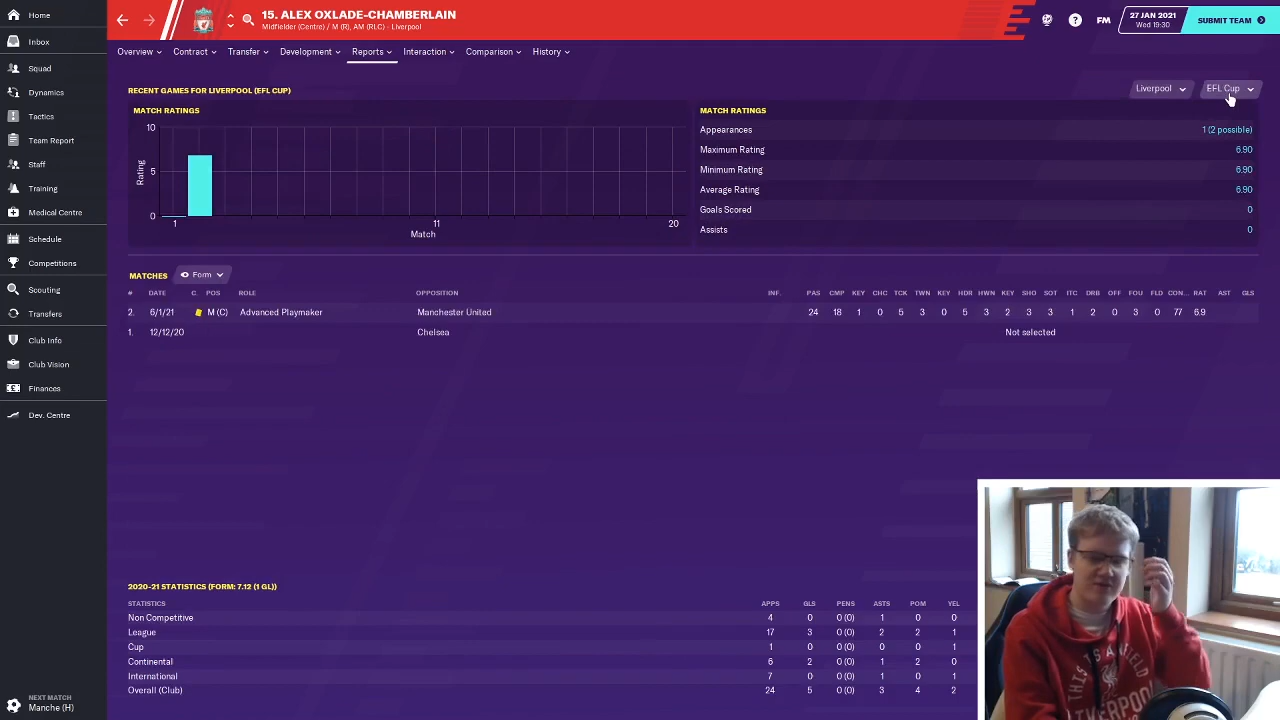 15. ALEX OXLADE-CHAMBERLAIN
Midfielder (Centre) / M (R), AM (RLC) - Liverpool
FM
27 JAN 2021
Wed 19:30
SUBMIT TEAM
Home
Inbox
Squad
Dynamics
Tactics
Team Report
Staff
Training
Medical Centre
Schedule
Competitions
Scouting
Transfers
Club Info
Club Vision
Finances
Dev. Centre
NEXT MATCH
Manche (H)
Overview Contract Transfer Development Reports Interaction Comparison History
RECENT GAMES FOR LIVERPOOL (EFL CUP)
Liverpool EFL Cup
MATCH RATINGS
10
5
0
Rating
1 11 20
Match
MATCH RATINGS
Appearances 1 (2 possible)
Maximum Rating 6.90
Minimum Rating 6.90
Average Rating 6.90
Goals Scored 0
Assists 0
MATCHES Form
# DATE C. POS ROLE OPPOSITION INF. PAS CMP KEY CHC TCK TWN KEY HDR HWN KEY SHO SOT ITC DRB OFF FOU FLD CON... RAT AST GLS
2. 6/1/21 M (C) Advanced Playmaker Manchester United 24 18 1 0 5 3 0 5 3 2 3 3 1 2 0 3 0 77 6.9
1. 12/12/20 Chelsea Not selected
2020-21 STATISTICS (FORM: 7.12 (1 GL))
STATISTICS APPS GLS PENS ASTS POM YEL
Non Competitive 4 0 0 (0) 1 0 0
League 17 3 0 (0) 2 2 1
Cup 1 0 0 (0) 0 0 1
Continental 6 2 0 (0) 1 2 0
International 7 0 0 (0) 1 0 1
Overall (Club) 24 5 0 (0) 3 4 2
THIS IS ANFIELD
LIVERPOOL